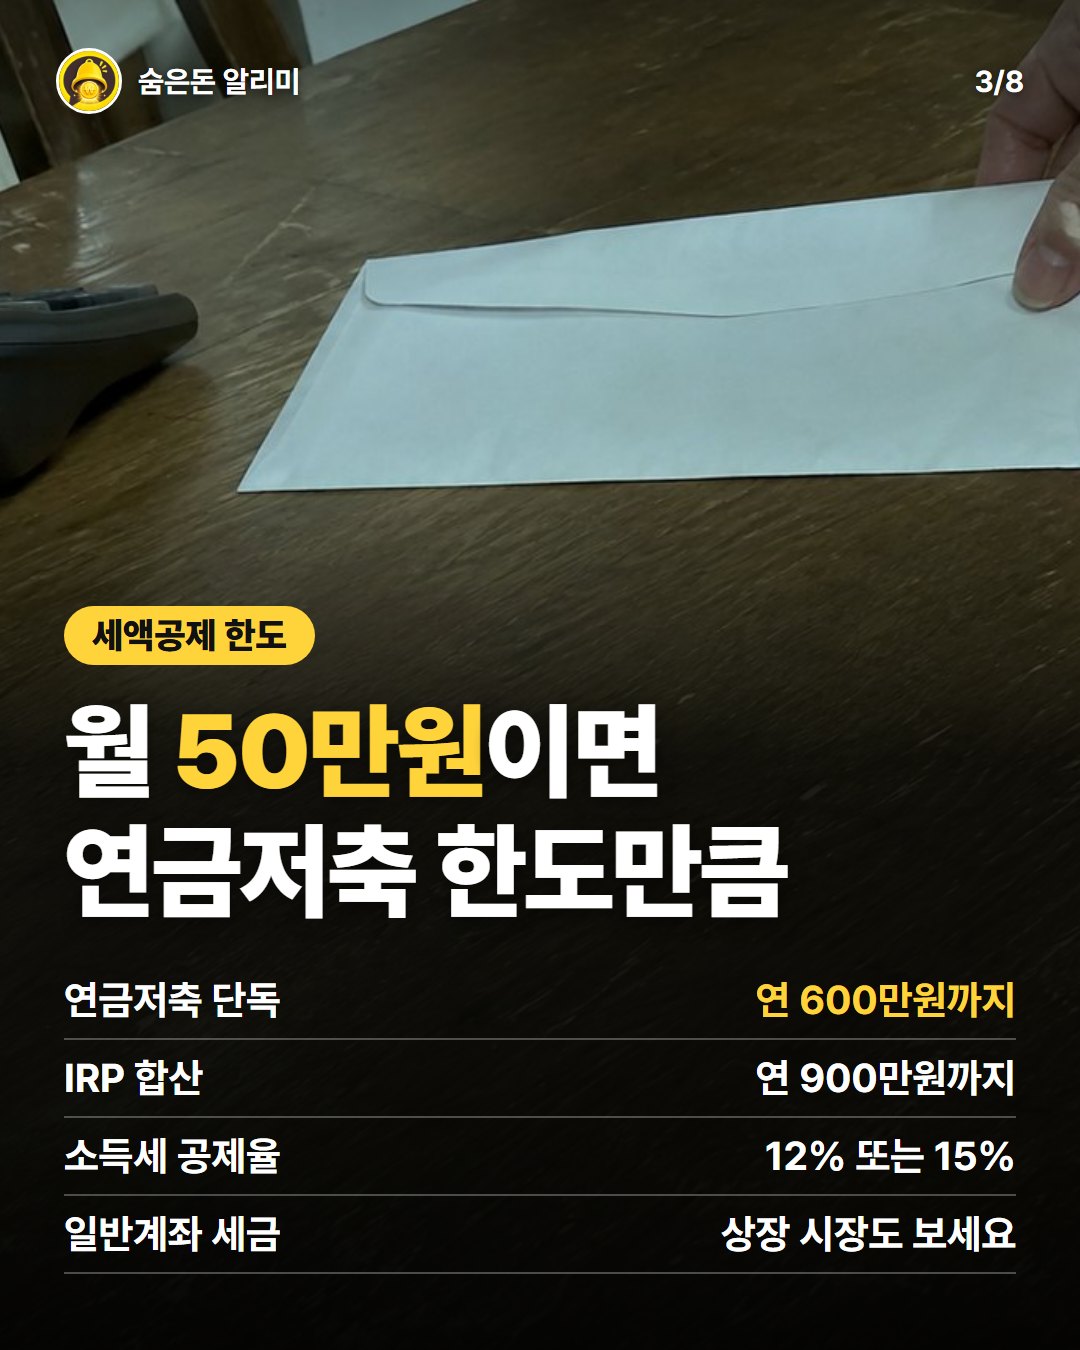 숨은돈 알리미
3/8
세액공제 한도
월 50만원이면
연금저축 한도만큼
연금저축 단독 연 600만원까지
IRP 합산 연 900만원까지
소득세 공제율 12% 또는 15%
일반계좌 세금 상장 시장도 보세요